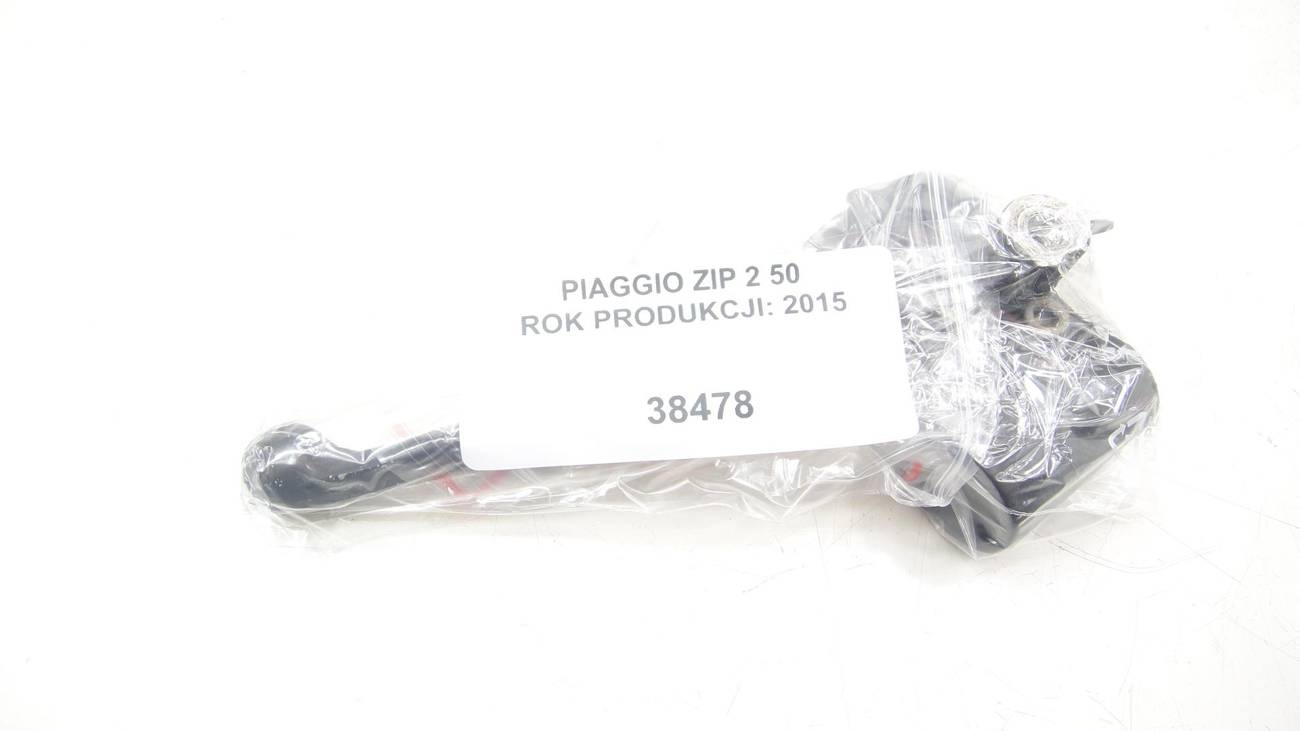 PIAGGIO ZIP 2 50
ROK PRODUKCJI: 2015
38478